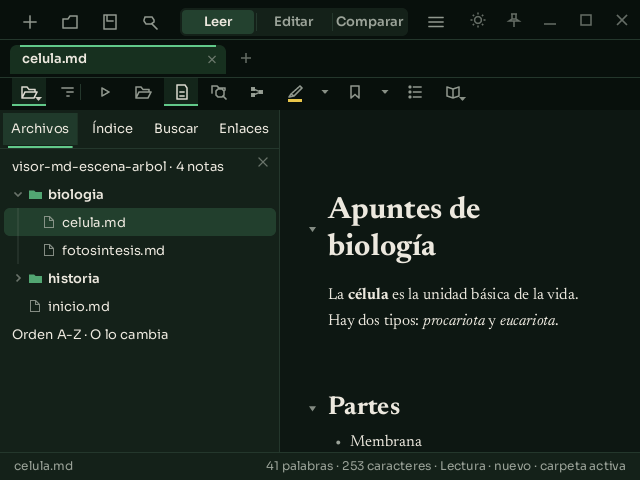 Leer Editar Comparar
celula.md
Archivos Índice Buscar Enlaces
visor-md-escena-arbol · 4 notas
biologia
celula.md
fotosintesis.md
historia
inicio.md
Orden A-Z · O lo cambia
Apuntes de
biología
La célula es la unidad básica de la vida.
Hay dos tipos: procariota y eucariota.
Partes
• Membrana
celula.md 41 palabras · 253 caracteres · Lectura · nuevo · carpeta activa